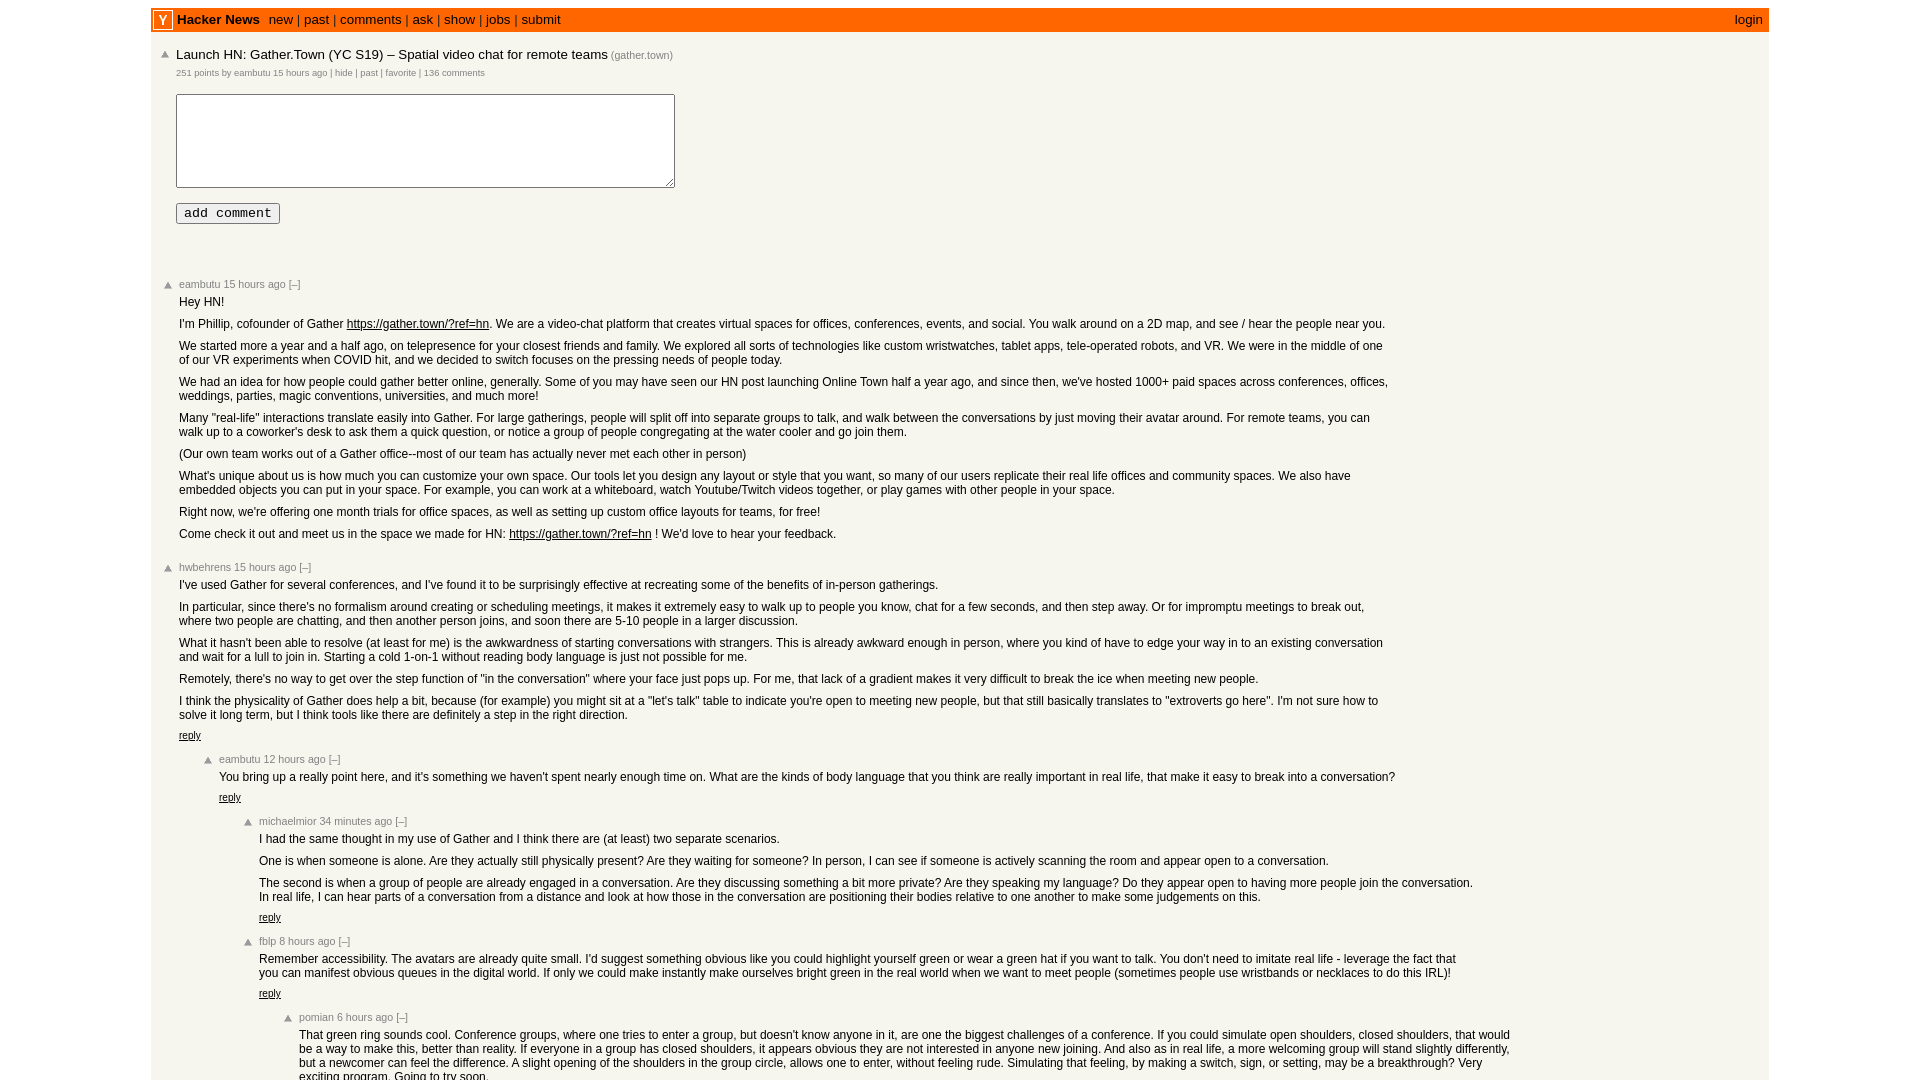 Y Hacker News new | past | comments | ask | show | jobs | submit login
Launch HN: Gather.Town (YC S19) – Spatial video chat for remote teams (gather.town)
251 points by eambutu 15 hours ago | hide | past | favorite | 136 comments
add comment
eambutu 15 hours ago [–]
Hey HN!
I'm Phillip, cofounder of Gather https://gather.town/?ref=hn. We are a video-chat platform that creates virtual spaces for offices, conferences, events, and social. You walk around on a 2D map, and see / hear the people near you.
We started more a year and a half ago, on telepresence for your closest friends and family. We explored all sorts of technologies like custom wristwatches, tablet apps, tele-operated robots, and VR. We were in the middle of one
of our VR experiments when COVID hit, and we decided to switch focuses on the pressing needs of people today.
We had an idea for how people could gather better online, generally. Some of you may have seen our HN post launching Online Town half a year ago, and since then, we've hosted 1000+ paid spaces across conferences, offices,
weddings, parties, magic conventions, universities, and much more!
Many "real-life" interactions translate easily into Gather. For large gatherings, people will split off into separate groups to talk, and walk between the conversations by just moving their avatar around. For remote teams, you can
walk up to a coworker's desk to ask them a quick question, or notice a group of people congregating at the water cooler and go join them.
(Our own team works out of a Gather office--most of our team has actually never met each other in person)
What's unique about us is how much you can customize your own space. Our tools let you design any layout or style that you want, so many of our users replicate their real life offices and community spaces. We also have
embedded objects you can put in your space. For example, you can work at a whiteboard, watch Youtube/Twitch videos together, or play games with other people in your space.
Right now, we're offering one month trials for office spaces, as well as setting up custom office layouts for teams, for free!
Come check it out and meet us in the space we made for HN: https://gather.town/?ref=hn ! We'd love to hear your feedback.
hwbehrens 15 hours ago [–]
I've used Gather for several conferences, and I've found it to be surprisingly effective at recreating some of the benefits of in-person gatherings.
In particular, since there's no formalism around creating or scheduling meetings, it makes it extremely easy to walk up to people you know, chat for a few seconds, and then step away. Or for impromptu meetings to break out,
where two people are chatting, and then another person joins, and soon there are 5-10 people in a larger discussion.
What it hasn't been able to resolve (at least for me) is the awkwardness of starting conversations with strangers. This is already awkward enough in person, where you kind of have to edge your way in to an existing conversation
and wait for a lull to join in. Starting a cold 1-on-1 without reading body language is just not possible for me.
Remotely, there's no way to get over the step function of "in the conversation" where your face just pops up. For me, that lack of a gradient makes it very difficult to break the ice when meeting new people.
I think the physicality of Gather does help a bit, because (for example) you might sit at a "let's talk" table to indicate you're open to meeting new people, but that still basically translates to "extroverts go here". I'm not sure how to
solve it long term, but I think tools like there are definitely a step in the right direction.
reply
eambutu 12 hours ago [–]
You bring up a really point here, and it's something we haven't spent nearly enough time on. What are the kinds of body language that you think are really important in real life, that make it easy to break into a conversation?
reply
michaelmior 34 minutes ago [–]
I had the same thought in my use of Gather and I think there are (at least) two separate scenarios.
One is when someone is alone. Are they actually still physically present? Are they waiting for someone? In person, I can see if someone is actively scanning the room and appear open to a conversation.
The second is when a group of people are already engaged in a conversation. Are they discussing something a bit more private? Are they speaking my language? Do they appear open to having more people join the conversation.
In real life, I can hear parts of a conversation from a distance and look at how those in the conversation are positioning their bodies relative to one another to make some judgements on this.
reply
fblp 8 hours ago [–]
Remember accessibility. The avatars are already quite small. I'd suggest something obvious like you could highlight yourself green or wear a green hat if you want to talk. You don't need to imitate real life - leverage the fact that
you can manifest obvious queues in the digital world. If only we could make instantly make ourselves bright green in the real world when we want to meet people (sometimes people use wristbands or necklaces to do this IRL)!
reply
pomian 6 hours ago [–]
That green ring sounds cool. Conference groups, where one tries to enter a group, but doesn't know anyone in it, are one the biggest challenges of a conference. If you could simulate open shoulders, closed shoulders, that would
be a way to make this, better than reality. If everyone in a group has closed shoulders, it appears obvious they are not interested in anyone new joining. And also as in real life, a more welcoming group will stand slightly differently,
but a newcomer can feel the difference. A slight opening of the shoulders in the group circle, allows one to enter, without feeling rude. Simulating that feeling, by making a switch, sign, or setting, may be a breakthrough? Very
exciting program. Going to try soon.